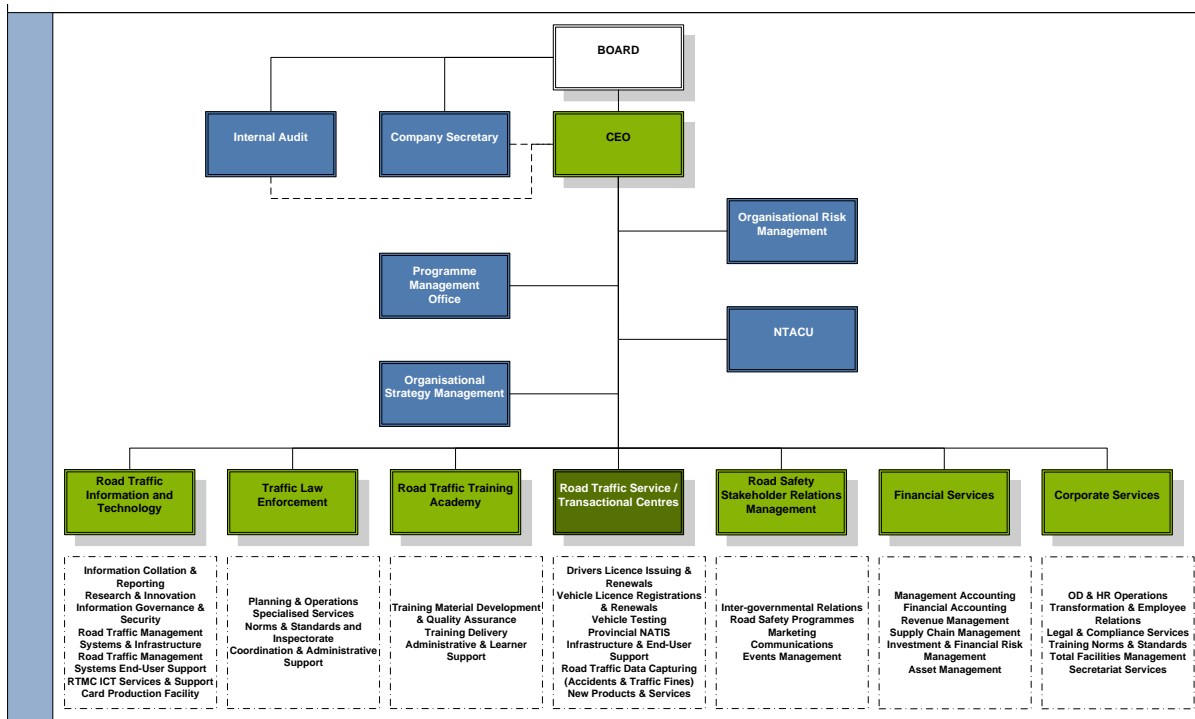 BOARD
Internal Audit
Company Secretary
CEO
Organisational Risk
Management
Programme
Management
Office
NTACU
Organisational
Strategy Management
Road Traffic
Information and
Technology
Traffic Law
Enforcement
Road Traffic Training
Academy
Road Traffic Service /
Transactional Centres
Road Safety
Stakeholder Relations
Management
Financial Services
Corporate Services
Information Collation &
Reporting
Research & Innovation
Information Governance &
Security
Road Traffic Management
Systems & Infrastructure
Road Traffic Management
Systems End-User Support
RTMC ICT Services & Support
Card Production Facility
Planning & Operations
Specialised Services
Norms & Standards and
Inspectorate
Coordination & Administrative
Support
Training Material Development
& Quality Assurance
Training Delivery
Administrative & Learner
Support
Drivers Licence Issuing &
Renewals
Vehicle Licence Registrations
& Renewals
Vehicle Testing
Provincial NATIS
Infrastructure & End-User
Support
Road Traffic Data Capturing
(Accidents & Traffic Fines)
New Products & Services
Inter-governmental Relations
Road Safety Programmes
Marketing
Communications
Events Management
Management Accounting
Financial Accounting
Revenue Management
Supply Chain Management
Investment & Financial Risk
Management
Asset Management
OD & HR Operations
Transformation & Employee
Relations
Legal & Compliance Services
Training Norms & Standards
Total Facilities Management
Secretariat Services